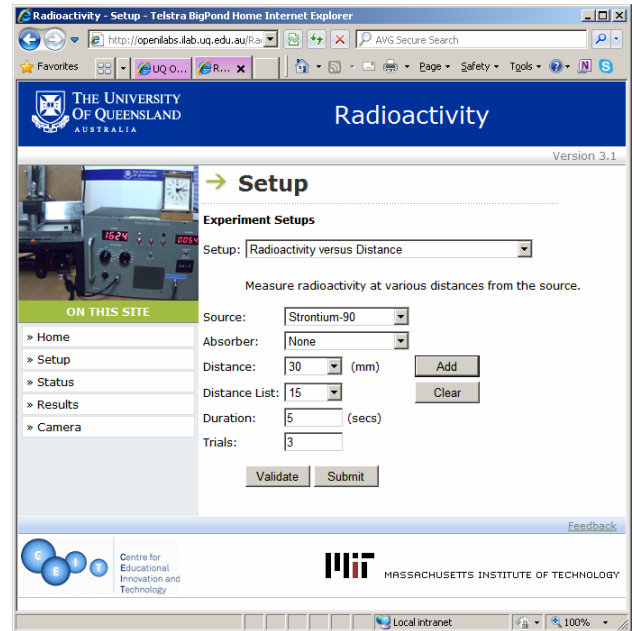 Radioactivity - Setup - Telstra BigPond Home Internet Explorer
http://openilabs.ilab.uq.edu.au/Ra
AVG Secure Search
Favorites
UQ O...
R...
Page
Safety
Tools
THE UNIVERSITY
OF QUEENSLAND
AUSTRALIA
Radioactivity
Version 3.1
1624
ON THIS SITE
» Home
» Setup
» Status
» Results
» Camera
Setup
Experiment Setups
Setup: Radioactivity versus Distance
Measure radioactivity at various distances from the source.
Source: Strontium-90
Absorber: None
Distance: 30 (mm) Add
Distance List: 15 Clear
Duration: 5 (secs)
Trials: 3
Validate Submit
Feedback
CEIT
Centre for
Educational
Innovation and
Technology
MASSACHUSETTS INSTITUTE OF TECHNOLOGY
Local intranet
100%